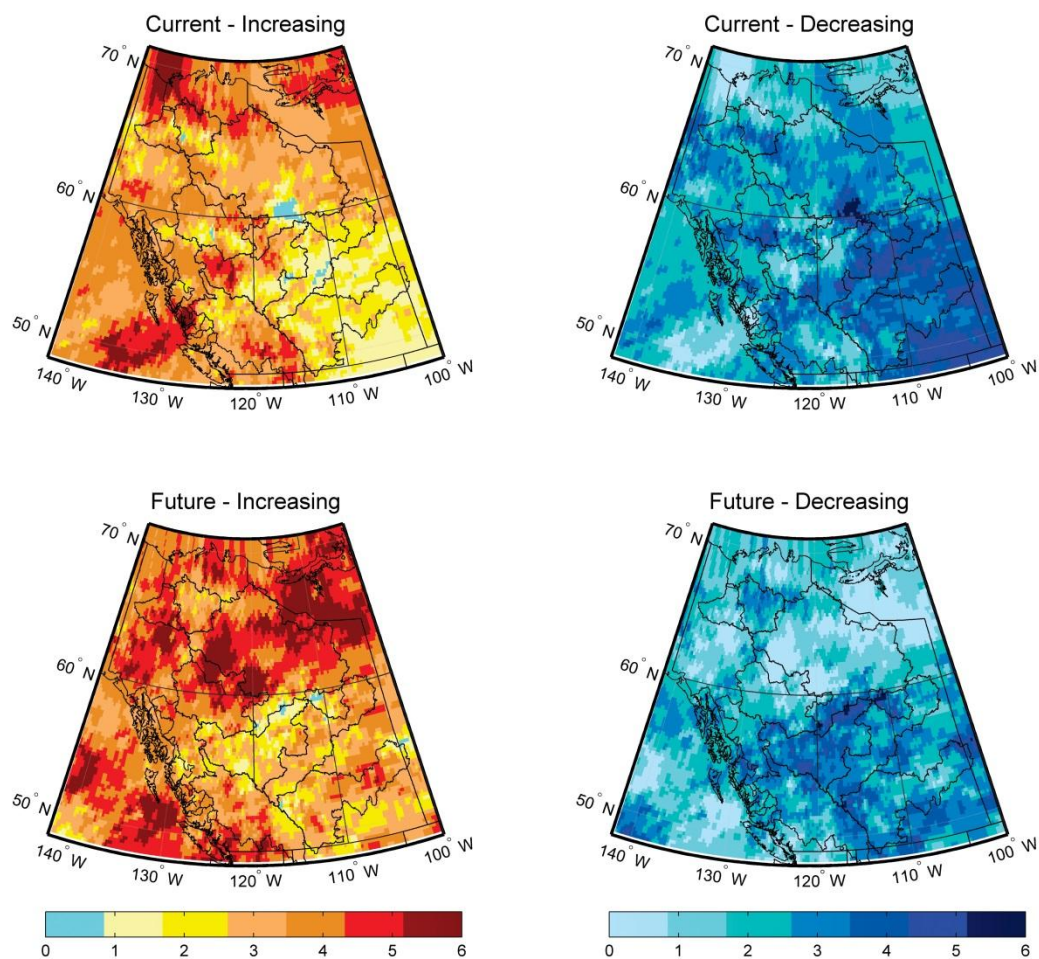 Current - Increasing
Current - Decreasing
70° N
60° N
50° N
140° W
130° W
120° W
110° W
100° W
70° N
60° N
50° N
140° W
130° W
120° W
110° W
100° W
Future - Increasing
Future - Decreasing
70° N
60° N
50° N
140° W
130° W
120° W
110° W
100° W
70° N
60° N
50° N
140° W
130° W
120° W
110° W
100° W
0 1 2 3 4 5 6
0 1 2 3 4 5 6